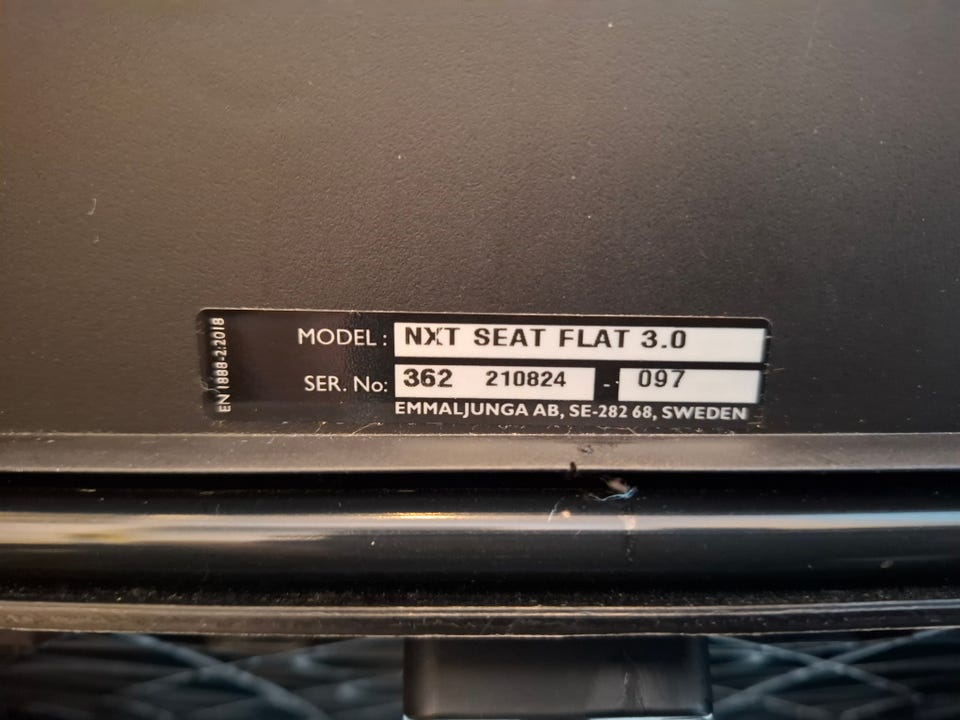 EN 1888-2:2018
MODEL : NXT SEAT FLAT 3.0
SER. No: 362 210824 - 097
EMMALJUNGA AB, SE-282 68, SWEDEN